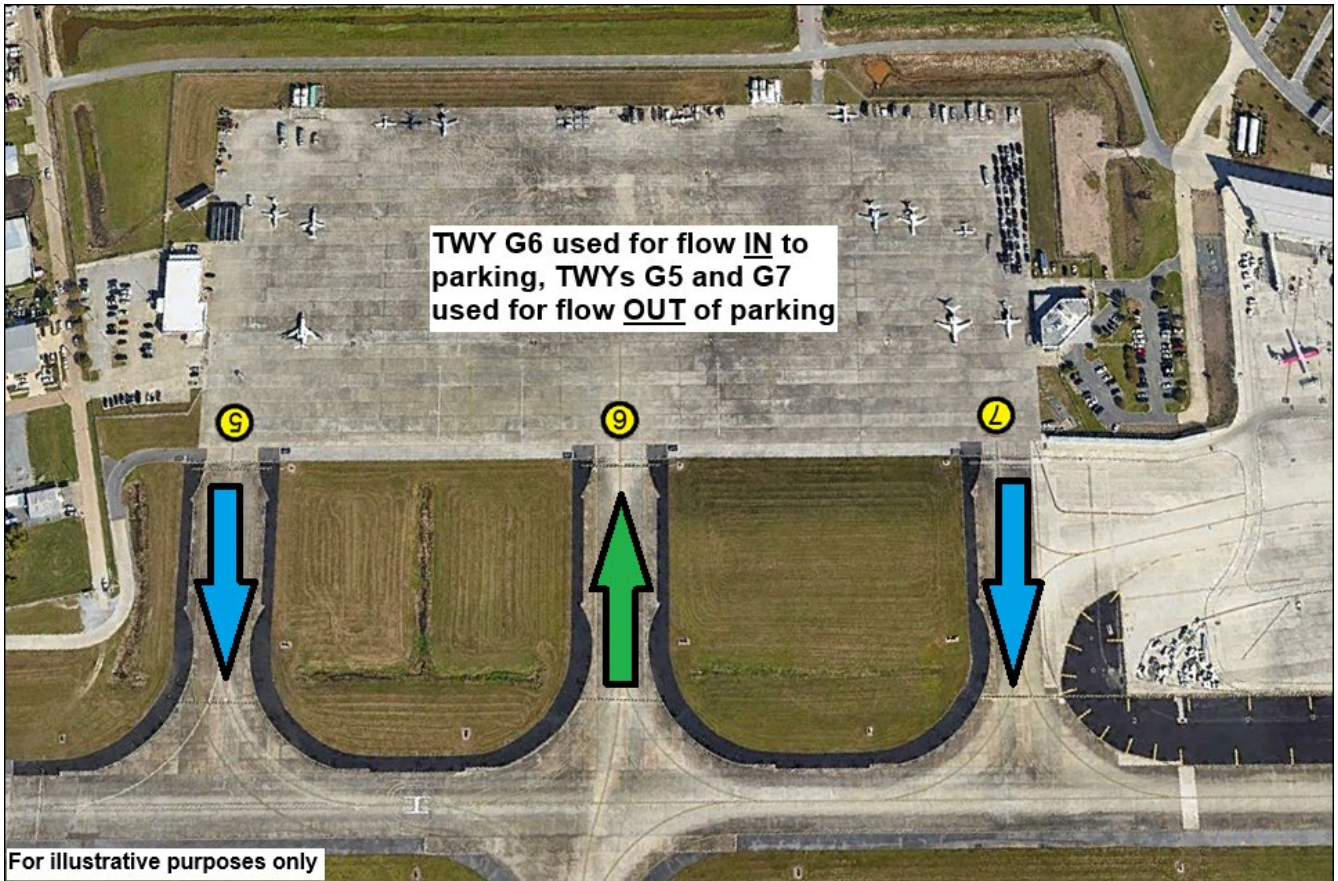 TWY G6 used for flow IN to
parking, TWYs G5 and G7
used for flow OUT of parking
5
6
7
For illustrative purposes only